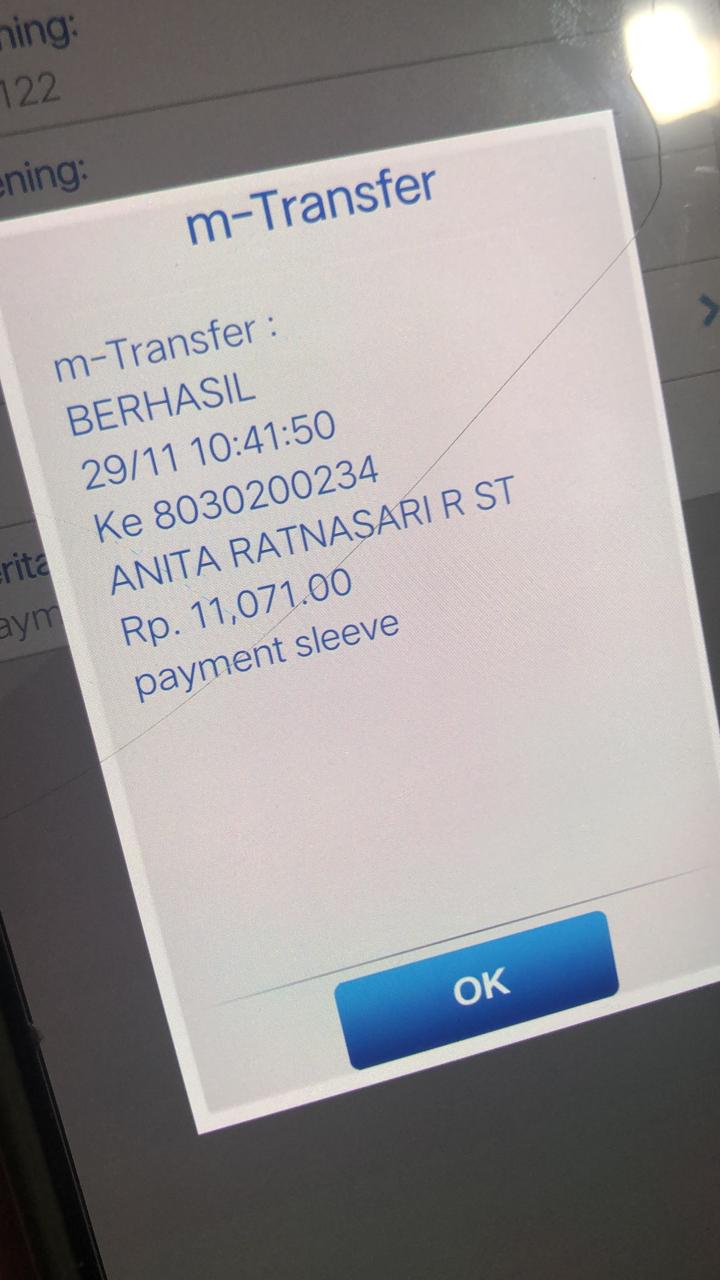 ning:
122
ening:
m-Transfer
m-Transfer :
BERHASIL
29/11 10:41:50
Ke 8030200234
ANITA RATNASARI R ST
Rp. 11,071.00
payment sleeve
erita
aym
OK